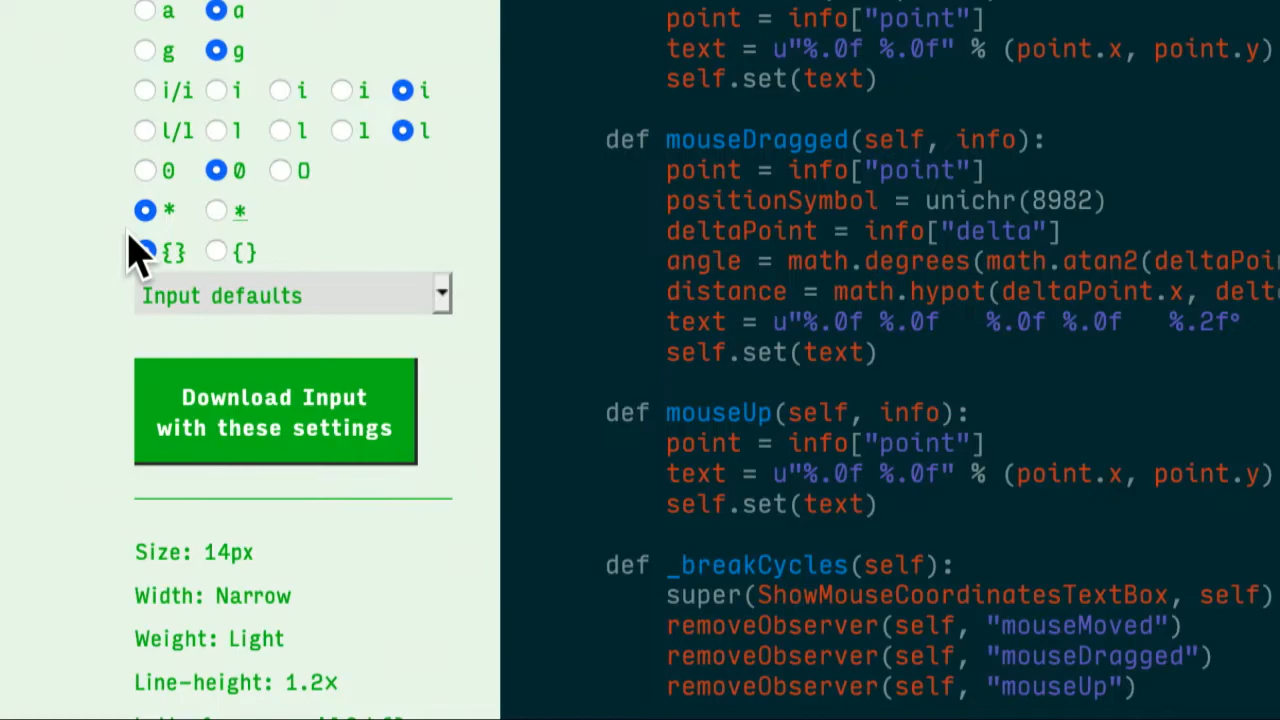 a a
g g
i/i i i i i
l/l l l l l
0 0 0
* *
{} {}
Input defaults
Download Input
with these settings
Size: 14px
Width: Narrow
Weight: Light
Line-height: 1.2x
point = info["point"]
text = u"%.0f %.0f" % (point.x, point.y)
self.set(text)
def mouseDragged(self, info):
point = info["point"]
positionSymbol = unichr(8982)
deltaPoint = info["delta"]
angle = math.degrees(math.atan2(deltaPoi
distance = math.hypot(deltaPoint.x, delt
text = u"%.0f %.0f   %.0f %.0f   %.2f°
self.set(text)
def mouseUp(self, info):
point = info["point"]
text = u"%.0f %.0f" % (point.x, point.y)
self.set(text)
def _breakCycles(self):
super(ShowMouseCoordinatesTextBox, self)
removeObserver(self, "mouseMoved")
removeObserver(self, "mouseDragged")
removeObserver(self, "mouseUp")